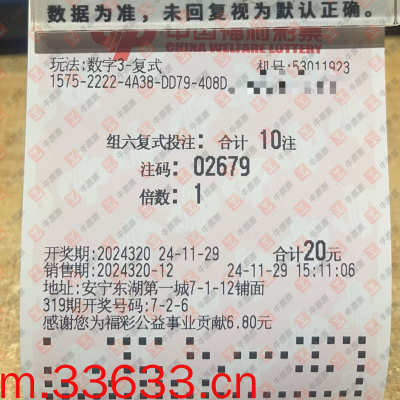 数据为准，未回复视为默认正确。
中国福利彩票
CHINA WELFARE LOTTERY
玩法:数字3-复式 机号:53011923
1575-2222-4A38-DD79-408D
组六复式投注: 合计 10注
注码: 02679
倍数: 1
开奖期:2024320 24-11-29 合计20元
销售期:2024320-12 24-11-29 15:11:06
地址:安宁东湖第一城7-1-12铺面
319期开奖号码:7-2-6
感谢您为福彩公益事业贡献6.80元
m.33633.cn